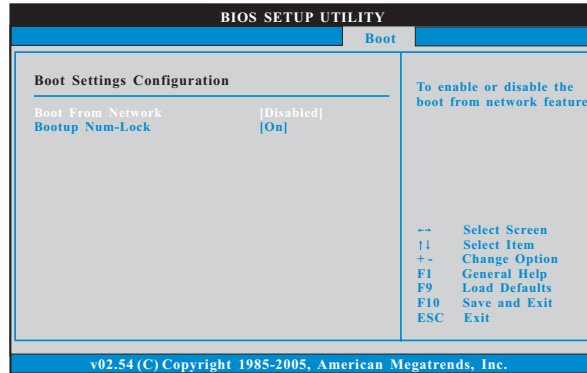 BIOS SETUP UTILITY
Boot
Boot Settings Configuration
Boot From Network [Disabled]
Bootup Num-Lock [On]
To enable or disable the
boot from network feature
←→ Select Screen
↑↓ Select Item
+ - Change Option
F1 General Help
F9 Load Defaults
F10 Save and Exit
ESC Exit
v02.54 (C) Copyright 1985-2005, American Megatrends, Inc.